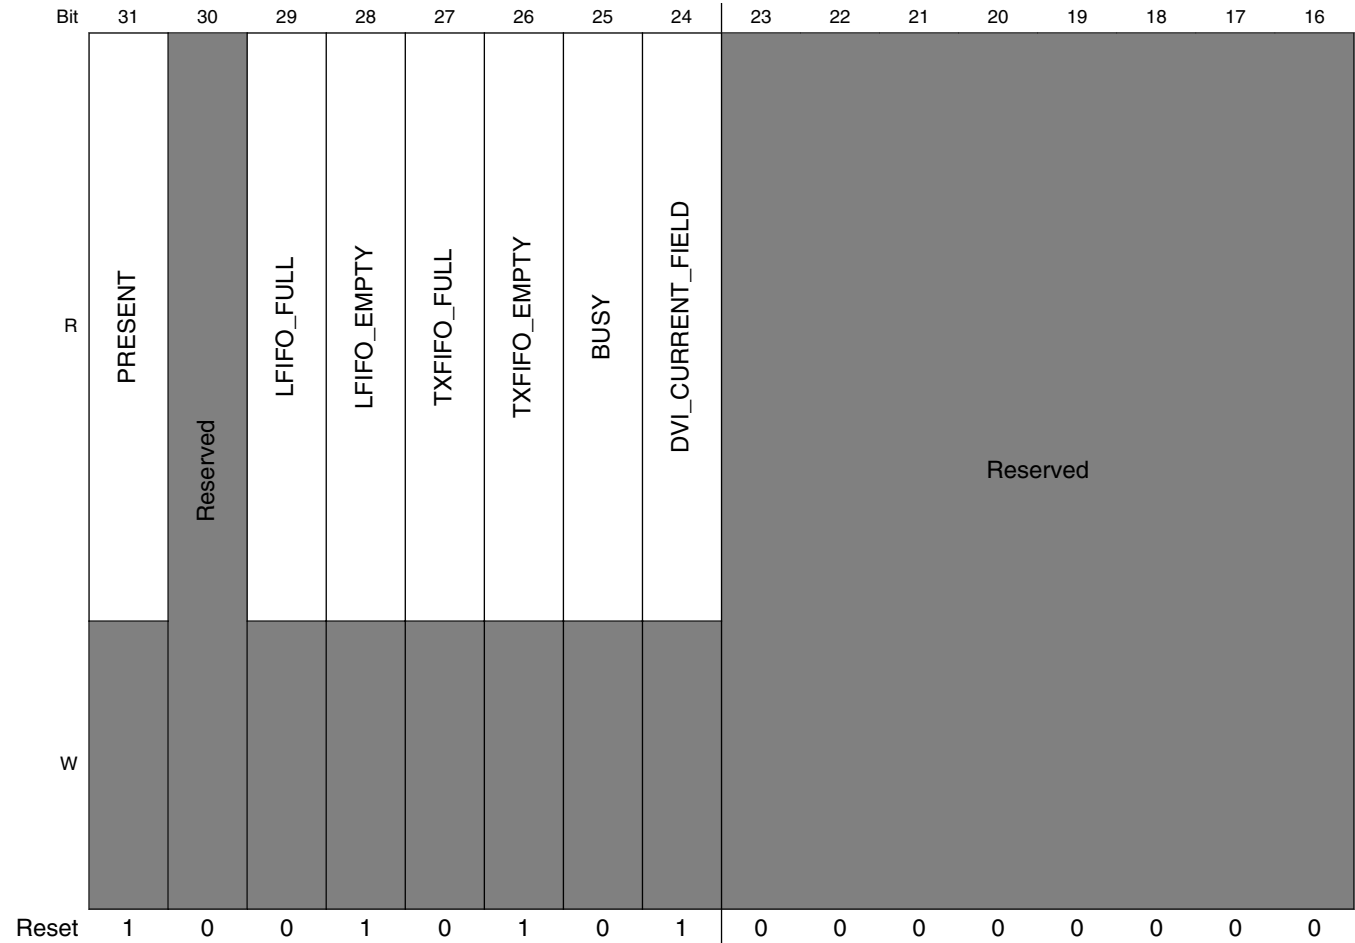 Bit 31 30 29 28 27 26 25 24 23 22 21 20 19 18 17 16
R
PRESENT
Reserved
LFIFO_FULL
LFIFO_EMPTY
TXFIFO_FULL
TXFIFO_EMPTY
BUSY
DVI_CURRENT_FIELD
Reserved
W
Reset 1 0 0 1 0 1 0 1 0 0 0 0 0 0 0 0